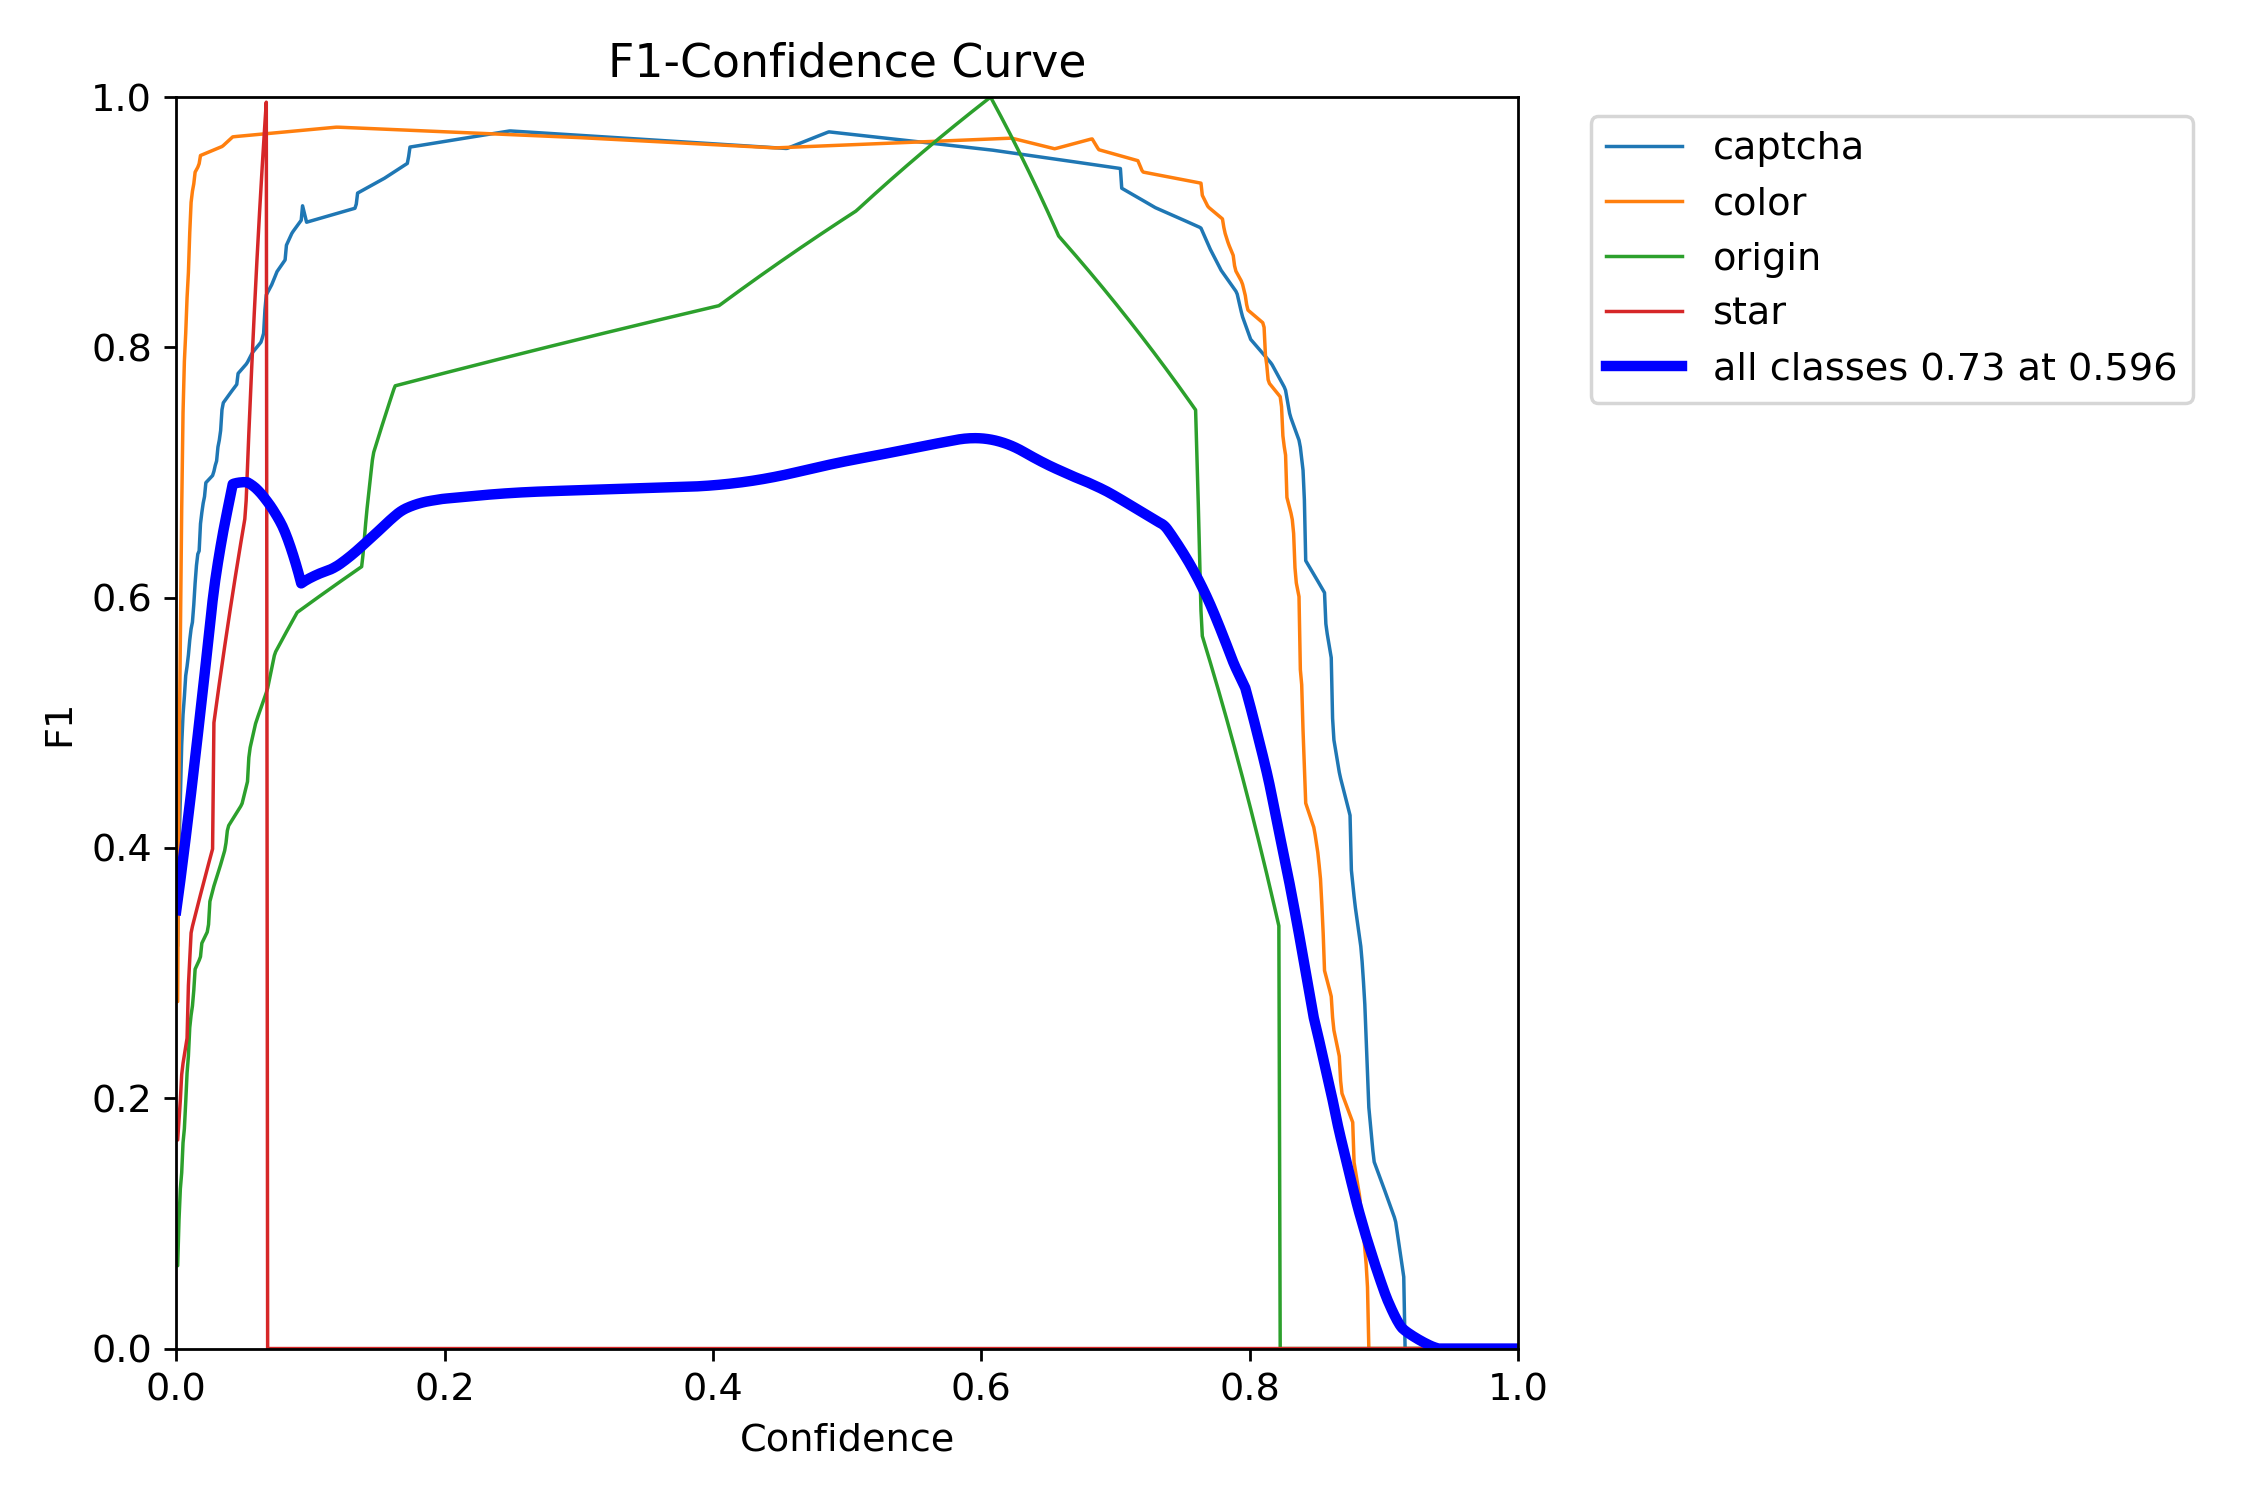 F1-Confidence Curve
1.0
0.8
0.6
0.4
0.2
0.0
F1
0.0 0.2 0.4 0.6 0.8 1.0
Confidence
captcha
color
origin
star
all classes 0.73 at 0.596